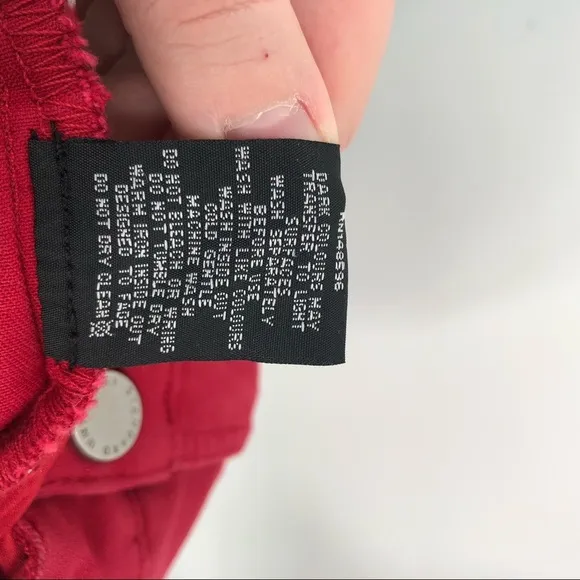 RN148596
DARK COLOURS MAY
TRANSFER TO LIGHT
SURFACES
WASH SEPARATELY
BEFORE USE
WASH WITH LIKE COLOURS
WASH INSIDE OUT
COLD GENTLE
MACHINE WASH
DO NOT BLEACH OR WRING
DO NOT TUMBLE DRY
WARM IRON INSIDE OUT
DESIGNED TO FADE
DO NOT DRY CLEAN